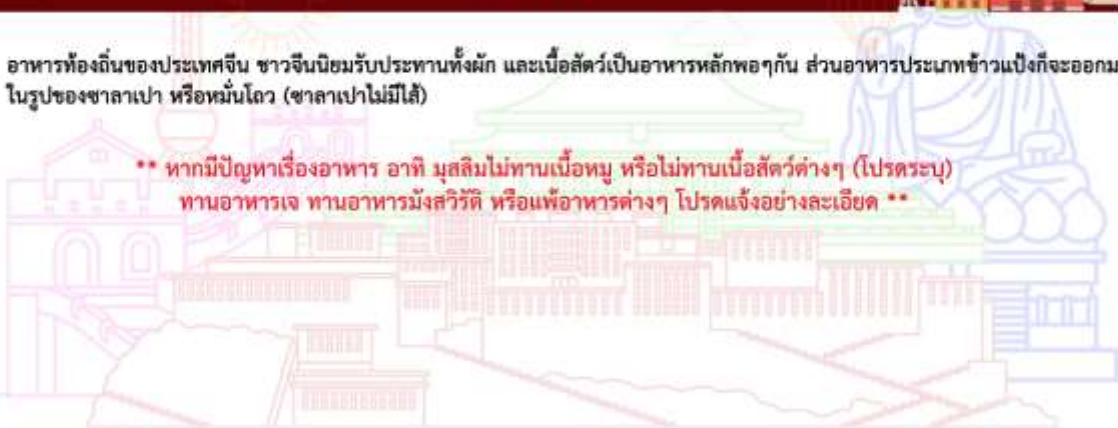 อาหารท้องถิ่นของประเทศจีน ชาวจีนนิยมรับประทานทั้งผัก และเนื้อสัตว์เป็นอาหารหลักพอๆกัน ส่วนอาหารประเภทข้าวแป้งก็จะออกม
ในรูปของซาลาเปา หรือหมั่นโถว (ซาลาเปาไม่มีไส้)
** หากมีปัญหาเรื่องอาหาร อาทิ มุสลิมไม่ทานเนื้อหมู หรือไม่ทานเนื้อสัตว์ต่างๆ (โปรดระบุ)
ทานอาหารเจ ทานอาหารมังสวิรัติ หรือแพ้อาหารต่างๆ โปรดแจ้งอย่างละเอียด **